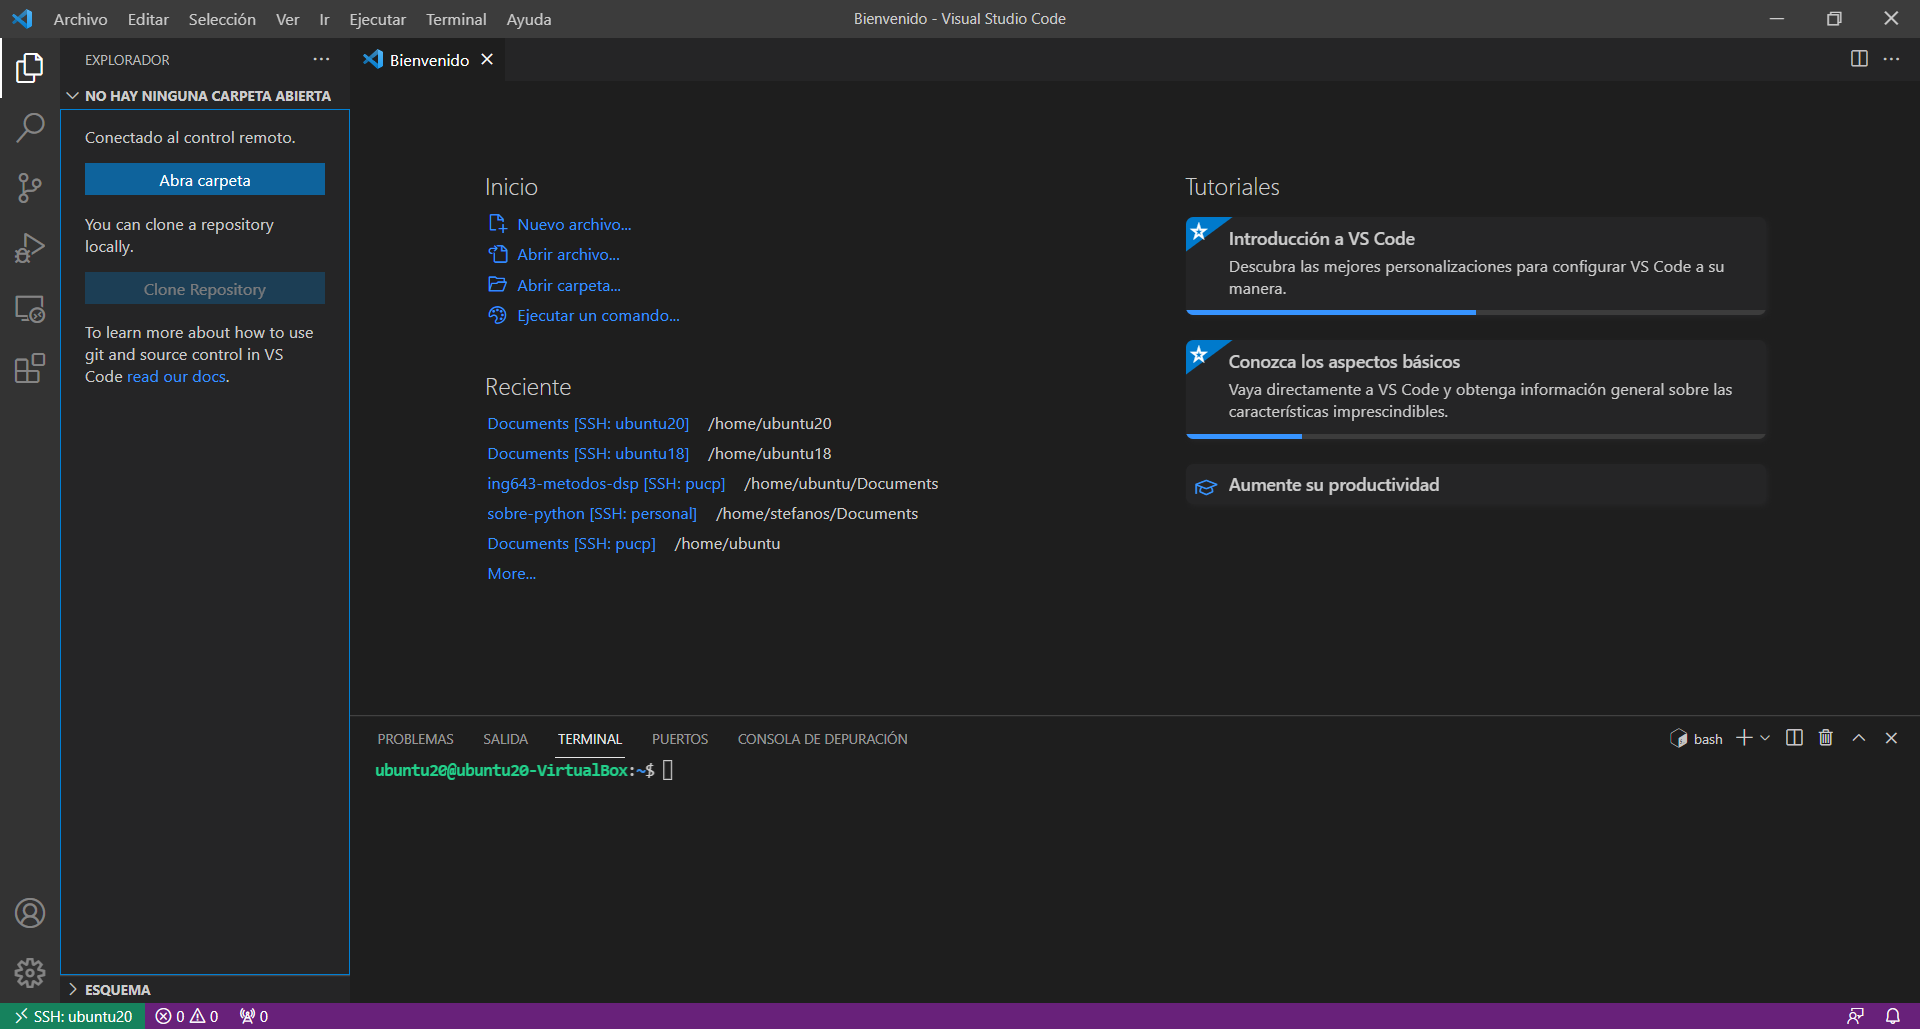 Archivo Editar Selección Ver Ir Ejecutar Terminal Ayuda
Bienvenido - Visual Studio Code
EXPLORADOR
NO HAY NINGUNA CARPETA ABIERTA
Conectado al control remoto.
Abra carpeta
You can clone a repository
locally.
Clone Repository
To learn more about how to use
git and source control in VS
Code read our docs.
ESQUEMA
Bienvenido
Inicio
Nuevo archivo...
Abrir archivo...
Abrir carpeta...
Ejecutar un comando...
Reciente
Documents [SSH: ubuntu20] /home/ubuntu20
Documents [SSH: ubuntu18] /home/ubuntu18
ing643-metodos-dsp [SSH: pucp] /home/ubuntu/Documents
sobre-python [SSH: personal] /home/stefanos/Documents
Documents [SSH: pucp] /home/ubuntu
More...
Tutoriales
Introducción a VS Code
Descubra las mejores personalizaciones para configurar VS Code a su
manera.
Conozca los aspectos básicos
Vaya directamente a VS Code y obtenga información general sobre las
características imprescindibles.
Aumente su productividad
PROBLEMAS SALIDA TERMINAL PUERTOS CONSOLA DE DEPURACIÓN
bash
ubuntu20@ubuntu20-VirtualBox:~$
SSH: ubuntu20 0 0 0